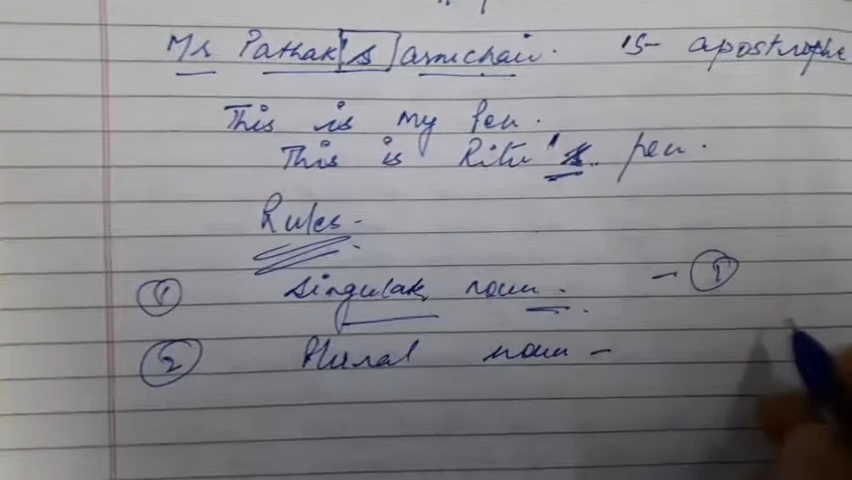 Mr Pathak's armchair. 's- apostrophe
This is my Pen.
This is Ritu's pen.
Rules-
① Singular noun. - ①
② Plural noun -